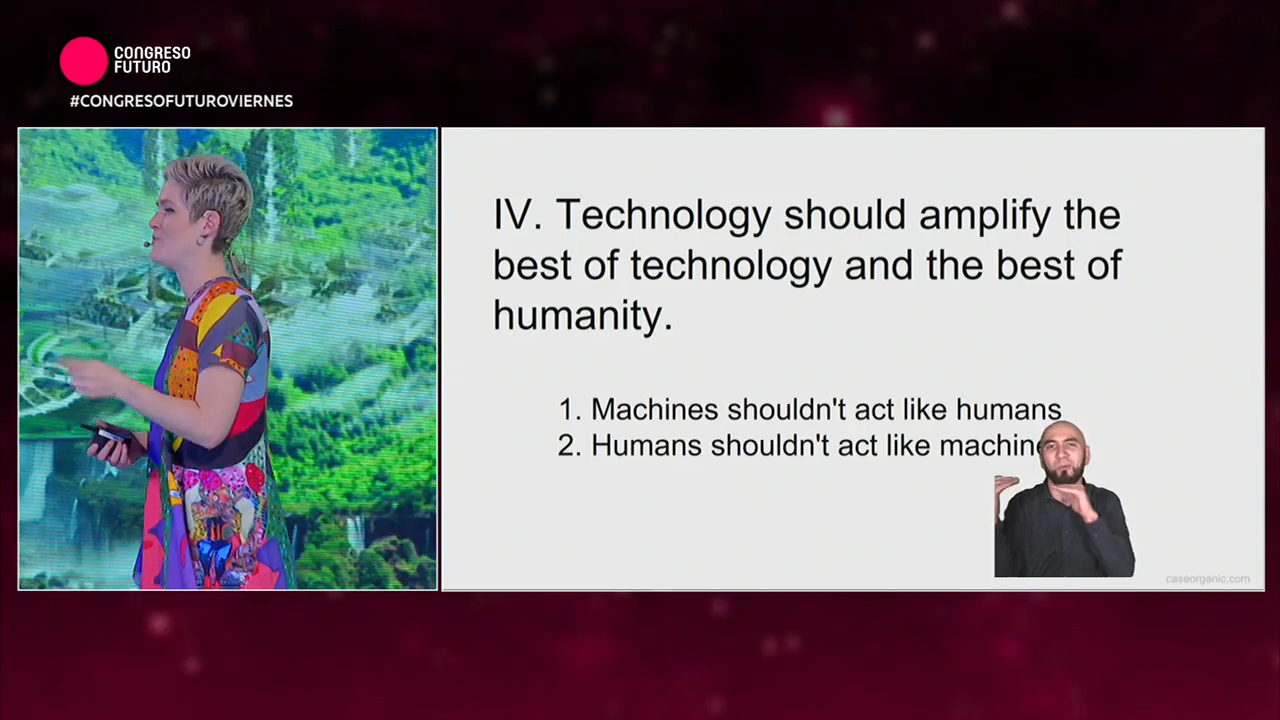 CONGRESO
FUTURO
#CONGRESOFUTUROVIERNES
IV. Technology should amplify the
best of technology and the best of
humanity.
1. Machines shouldn't act like humans
2. Humans shouldn't act like machine
caseorganic.com